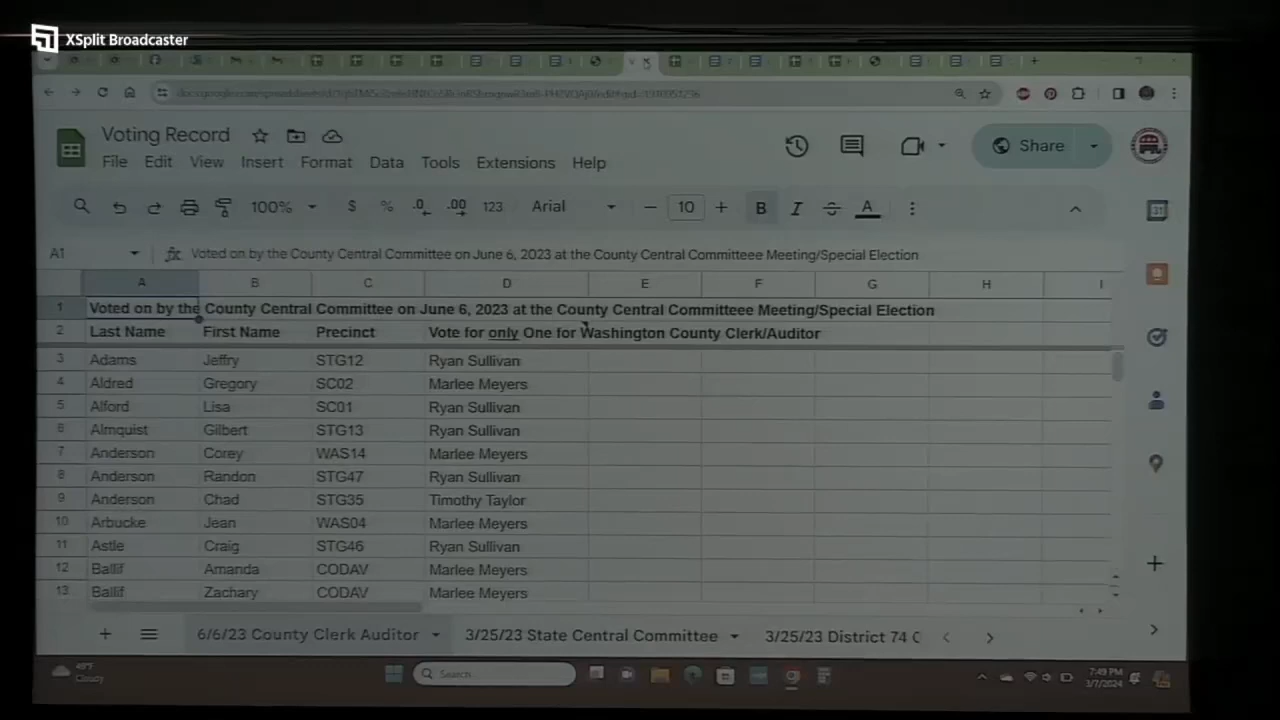 XSplit Broadcaster
Voting Record
File Edit View Insert Format Data Tools Extensions Help
Share
100% $ % .0 .00 123 Arial 10 B I A
A1 fx Voted on by the County Central Committee on June 6, 2023 at the County Central Committeee Meeting/Special Election
A B C D E F G H I
1 Voted on by the County Central Committee on June 6, 2023 at the County Central Committeee Meeting/Special Election
2 Last Name First Name Precinct Vote for only One for Washington County Clerk/Auditor
3 Adams Jeffry STG12 Ryan Sullivan
4 Aldred Gregory SC02 Marlee Meyers
5 Alford Lisa SC01 Ryan Sullivan
6 Almquist Gilbert STG13 Ryan Sullivan
7 Anderson Corey WAS14 Marlee Meyers
8 Anderson Randon STG47 Ryan Sullivan
9 Anderson Chad STG35 Timothy Taylor
10 Arbucke Jean WAS04 Marlee Meyers
11 Astle Craig STG46 Ryan Sullivan
12 Ballif Amanda CODAV Marlee Meyers
13 Ballif Zachary CODAV Marlee Meyers
6/6/23 County Clerk Auditor 3/25/23 State Central Committee 3/25/23 District 74 C
Cloudy
Search
7:49 PM
3/7/2024